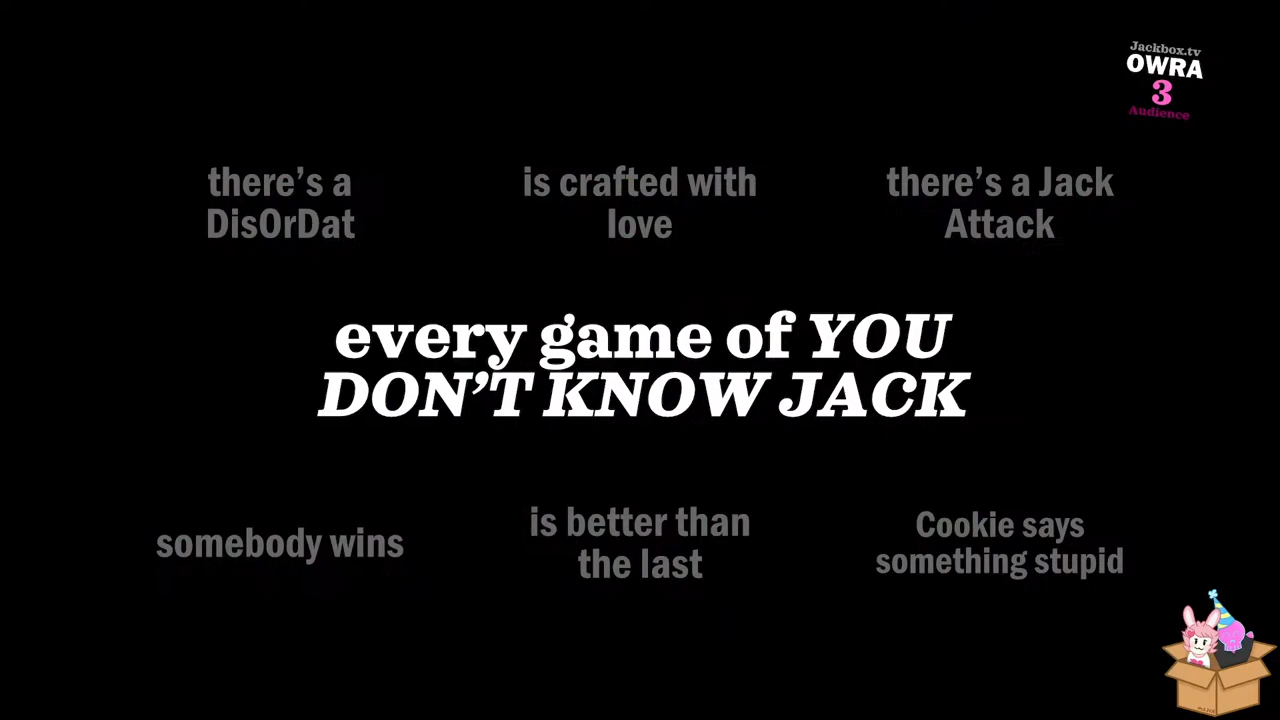 Jackbox.tv
OWRA
3
Audience
there’s a
DisOrDat
is crafted with
love
there’s a Jack
Attack
every game of YOU
DON’T KNOW JACK
somebody wins
is better than
the last
Cookie says
something stupid